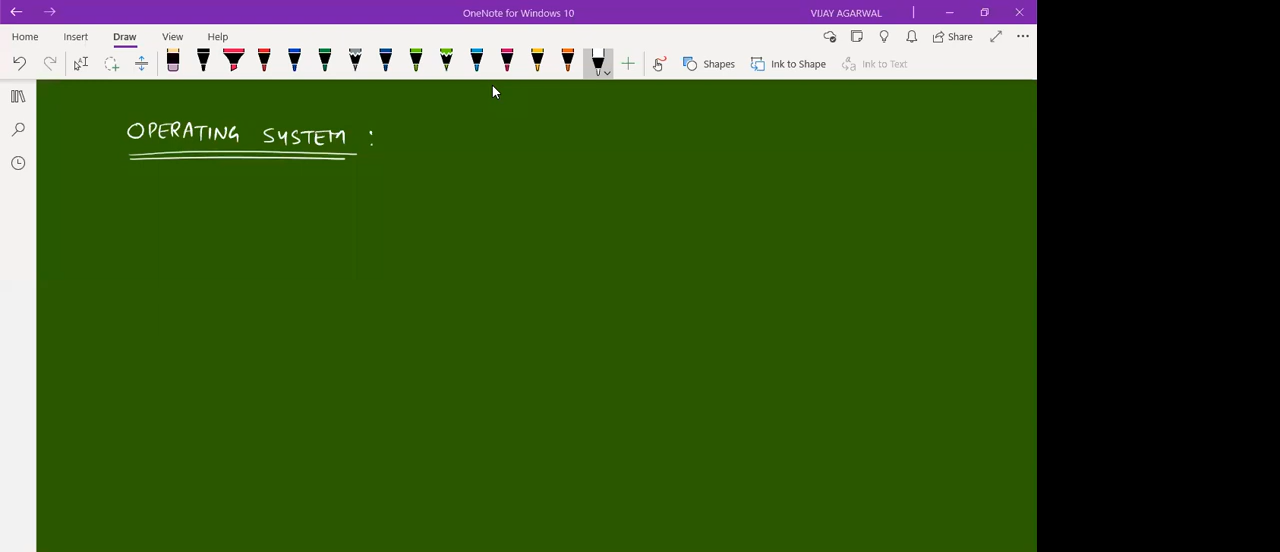 OneNote for Windows 10
VIJAY AGARWAL
Home Insert Draw View Help
Share
Shapes Ink to Shape Ink to Text
OPERATING SYSTEM :